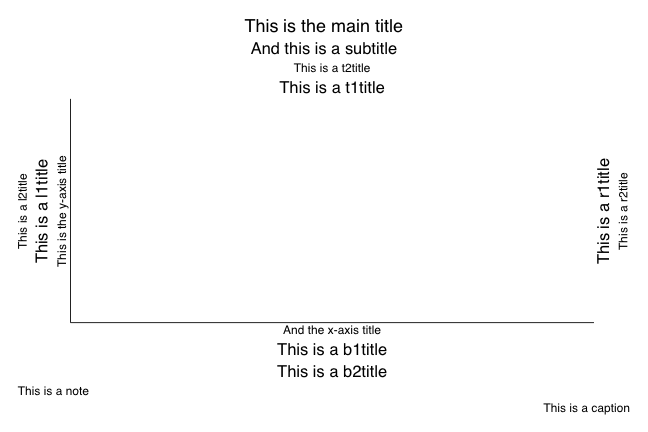 This is the main title
And this is a subtitle
This is a t2title
This is a t1title
This is a l2title
This is a l1title
This is the y-axis title
This is a r1title
This is a r2title
And the x-axis title
This is a b1title
This is a b2title
This is a note
This is a caption